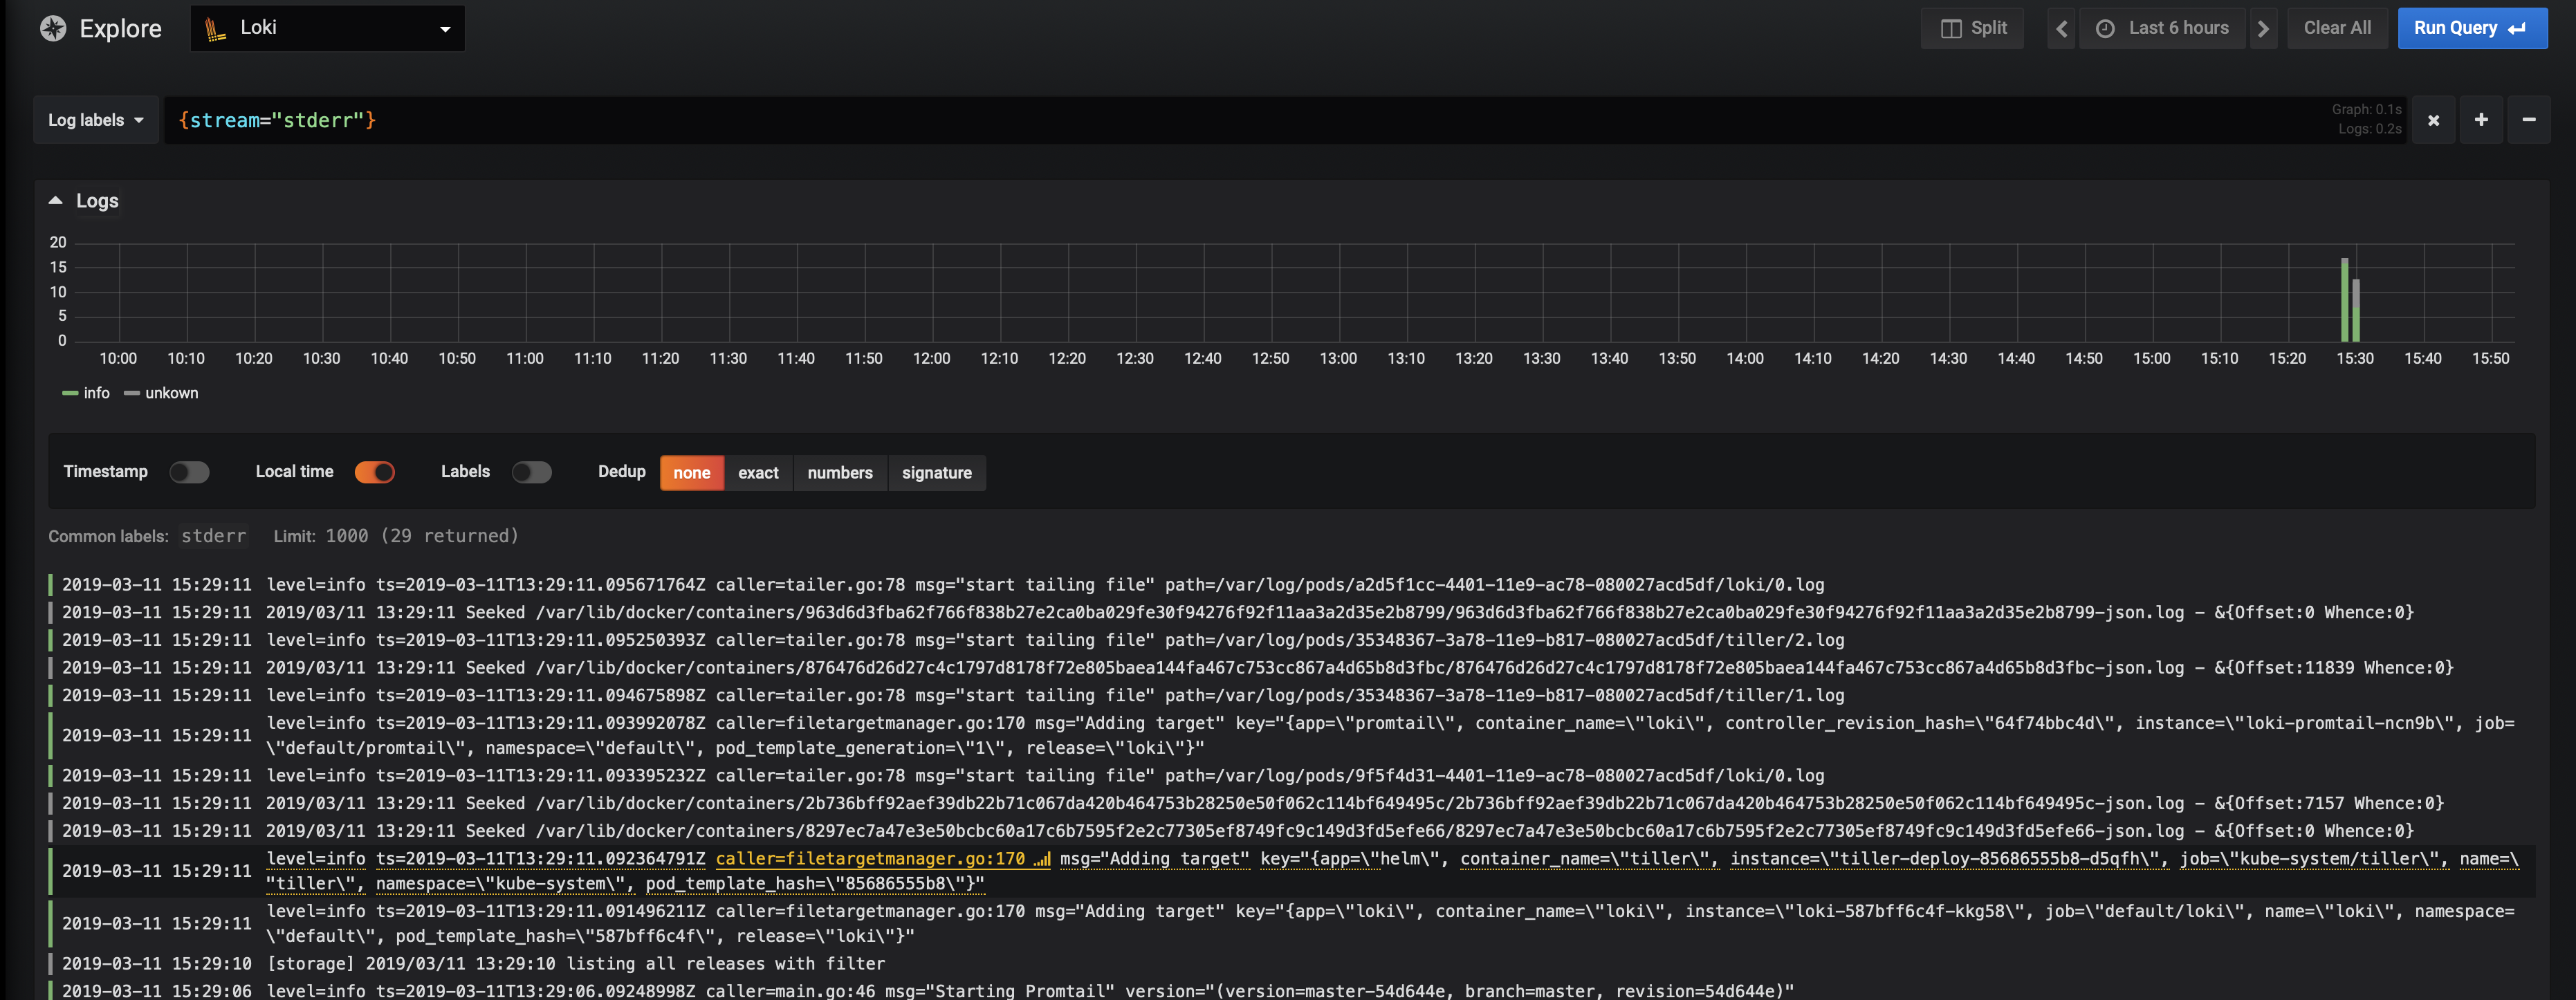 Explore Loki Split Last 6 hours Clear All Run Query
Log labels {stream="stderr"} Graph: 0.1s
Logs: 0.2s
Logs
20
15
10
5
0
10:00 10:10 10:20 10:30 10:40 10:50 11:00 11:10 11:20 11:30 11:40 11:50 12:00 12:10 12:20 12:30 12:40 12:50 13:00 13:10 13:20 13:30 13:40 13:50 14:00 14:10 14:20 14:30 14:40 14:50 15:00 15:10 15:20 15:30 15:40 15:50
info unkown
Timestamp Local time Labels Dedup none exact numbers signature
Common labels: stderr Limit: 1000 (29 returned)
2019-03-11 15:29:11 level=info ts=2019-03-11T13:29:11.095671764Z caller=tailer.go:78 msg="start tailing file" path=/var/log/pods/a2d5f1cc-4401-11e9-ac78-080027acd5df/loki/0.log
2019-03-11 15:29:11 2019/03/11 13:29:11 Seeked /var/lib/docker/containers/963d6d3fba62f766f838b27e2ca0ba029fe30f94276f92f11aa3a2d35e2b8799/963d6d3fba62f766f838b27e2ca0ba029fe30f94276f92f11aa3a2d35e2b8799-json.log - &{Offset:0 Whence:0}
2019-03-11 15:29:11 level=info ts=2019-03-11T13:29:11.095250393Z caller=tailer.go:78 msg="start tailing file" path=/var/log/pods/35348367-3a78-11e9-b817-080027acd5df/tiller/2.log
2019-03-11 15:29:11 2019/03/11 13:29:11 Seeked /var/lib/docker/containers/876476d26d27c4c1797d8178f72e805baea144fa467c753cc867a4d65b8d3fbc/876476d26d27c4c1797d8178f72e805baea144fa467c753cc867a4d65b8d3fbc-json.log - &{Offset:11839 Whence:0}
2019-03-11 15:29:11 level=info ts=2019-03-11T13:29:11.094675898Z caller=tailer.go:78 msg="start tailing file" path=/var/log/pods/35348367-3a78-11e9-b817-080027acd5df/tiller/1.log
2019-03-11 15:29:11 level=info ts=2019-03-11T13:29:11.093992078Z caller=filetargetmanager.go:170 msg="Adding target" key="{app=\"promtail\", container_name=\"loki\", controller_revision_hash=\"64f74bbc4d\", instance=\"loki-promtail-ncn9b\", job=
\"default/promtail\", namespace=\"default\", pod_template_generation=\"1\", release=\"loki\"}"
2019-03-11 15:29:11 level=info ts=2019-03-11T13:29:11.093395232Z caller=tailer.go:78 msg="start tailing file" path=/var/log/pods/9f5f4d31-4401-11e9-ac78-080027acd5df/loki/0.log
2019-03-11 15:29:11 2019/03/11 13:29:11 Seeked /var/lib/docker/containers/2b736bff92aef39db22b71c067da420b464753b28250e50f062c114bf649495c/2b736bff92aef39db22b71c067da420b464753b28250e50f062c114bf649495c-json.log - &{Offset:7157 Whence:0}
2019-03-11 15:29:11 2019/03/11 13:29:11 Seeked /var/lib/docker/containers/8297ec7a47e3e50bcbc60a17c6b7595f2e2c77305ef8749fc9c149d3fd5efe66/8297ec7a47e3e50bcbc60a17c6b7595f2e2c77305ef8749fc9c149d3fd5efe66-json.log - &{Offset:0 Whence:0}
2019-03-11 15:29:11 level=info ts=2019-03-11T13:29:11.092364791Z caller=filetargetmanager.go:170 msg="Adding target" key="{app=\"helm\", container_name=\"tiller\", instance=\"tiller-deploy-85686555b8-d5qfh\", job=\"kube-system/tiller\", name=\
"tiller\", namespace=\"kube-system\", pod_template_hash=\"85686555b8\"}"
2019-03-11 15:29:11 level=info ts=2019-03-11T13:29:11.091496211Z caller=filetargetmanager.go:170 msg="Adding target" key="{app=\"loki\", container_name=\"loki\", instance=\"loki-587bff6c4f-kkg58\", job=\"default/loki\", name=\"loki\", namespace=
\"default\", pod_template_hash=\"587bff6c4f\", release=\"loki\"}"
2019-03-11 15:29:10 [storage] 2019/03/11 13:29:10 listing all releases with filter
2019-03-11 15:29:06 level=info ts=2019-03-11T13:29:06.09248998Z caller=main.go:46 msg="Starting Promtail" version="(version=master-54d644e, branch=master, revision=54d644e)"